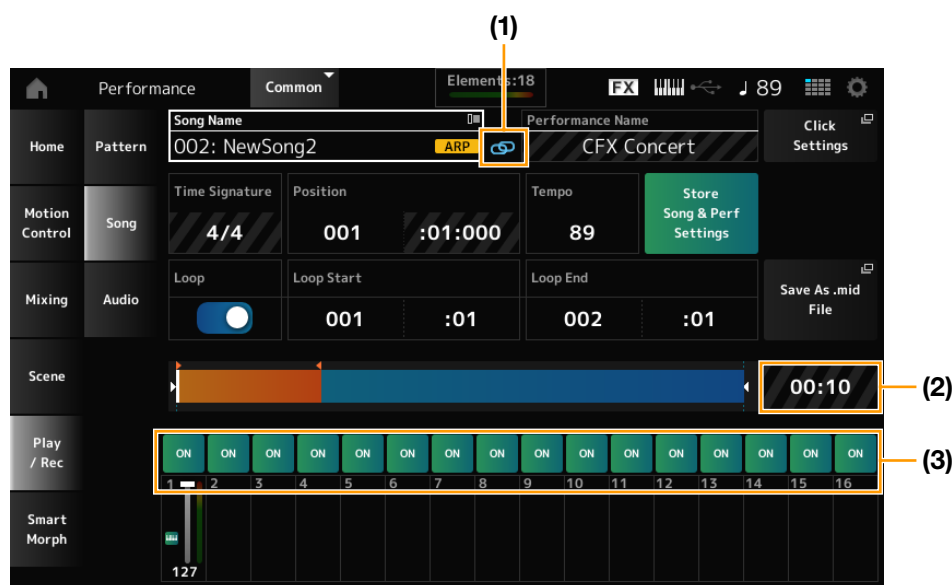 (1)
Performance
Common
Elements:18
FX
♩ 89
Home
Pattern
Song Name
002: NewSong2
ARP
Performance Name
CFX Concert
Click
Settings
Motion
Control
Song
Time Signature
4/4
Position
001
:01:000
Tempo
89
Store
Song & Perf
Settings
Mixing
Audio
Loop
Loop Start
001
:01
Loop End
002
:01
Save As .mid
File
Scene
00:10
(2)
Play
/ Rec
ON ON ON ON ON ON ON ON ON ON ON ON ON ON ON ON
(3)
1 2 3 4 5 6 7 8 9 10 11 12 13 14 15 16
Smart
Morph
127